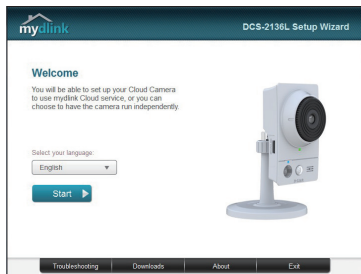 mydlink
DCS-2136L Setup Wizard
Welcome
You will be able to set up your Cloud Camera
to use mydlink Cloud service, or you can
choose to have the camera run independently.
Select your language:
English
Start
Troubleshooting
Downloads
About
Exit